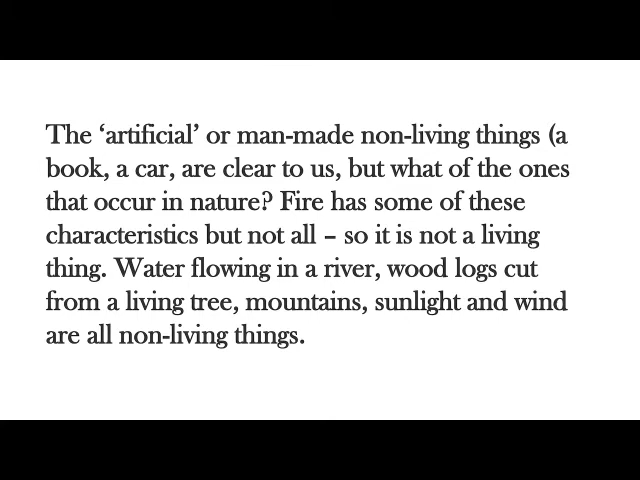 The ‘artificial’ or man-made non-living things (a
book, a car, are clear to us, but what of the ones
that occur in nature? Fire has some of these
characteristics but not all – so it is not a living
thing. Water flowing in a river, wood logs cut
from a living tree, mountains, sunlight and wind
are all non-living things.